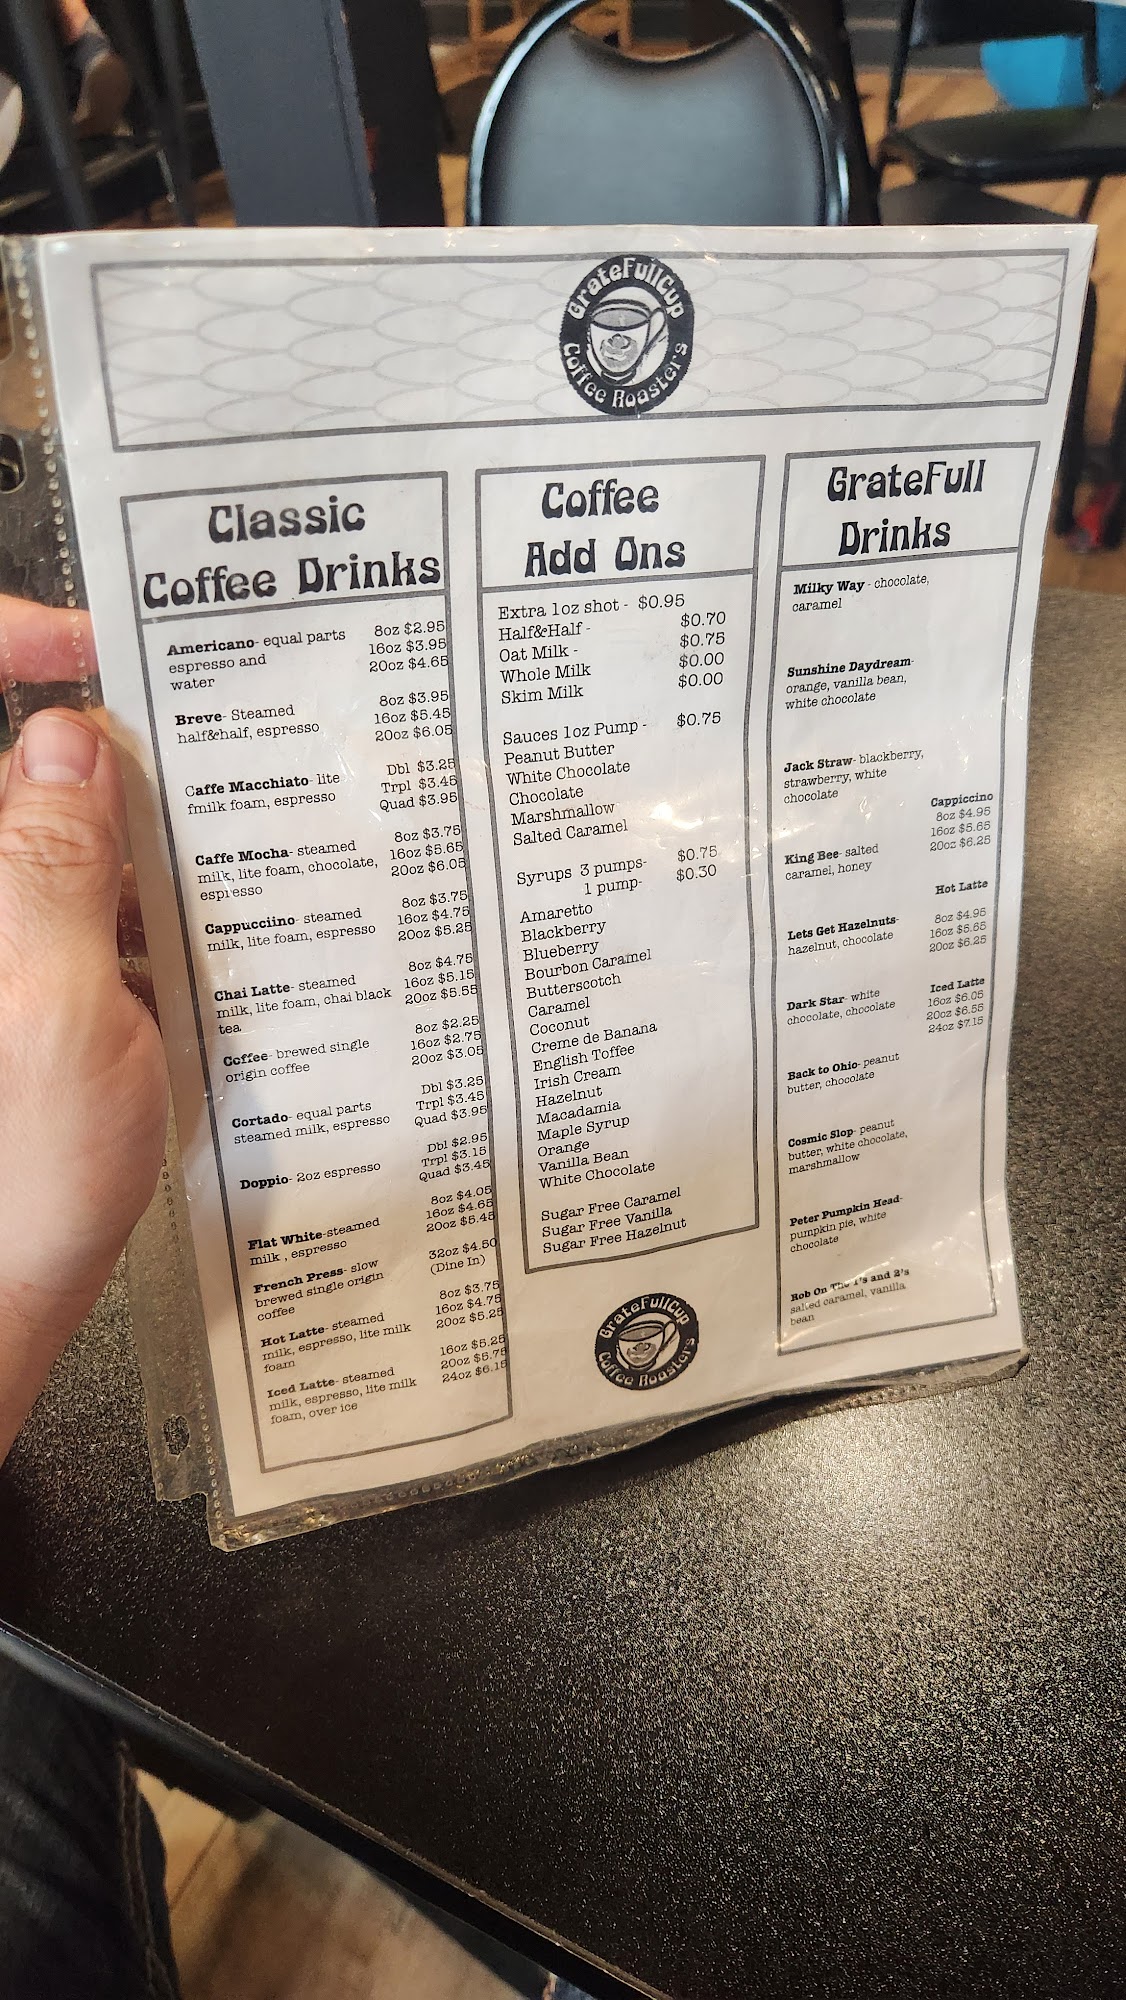 GrateFullCup
Coffee Roasters
Classic
Coffee Drinks
Americano- equal parts 8oz $2.95
espresso and 16oz $3.95
water 20oz $4.65
Breve- Steamed 8oz $3.95
half&half, espresso 16oz $5.45
20oz $6.05
Caffe Macchiato- lite Dbl $3.25
fmilk foam, espresso Trpl $3.45
Quad $3.95
Caffe Mocha- steamed 8oz $3.75
milk, lite foam, chocolate, 16oz $5.65
espresso 20oz $6.05
Cappucciino- steamed 8oz $3.75
milk, lite foam, espresso 16oz $4.75
20oz $5.25
Chai Latte- steamed 8oz $4.75
milk, lite foam, chai black 16oz $5.15
tea 20oz $5.55
Coffee- brewed single 8oz $2.25
origin coffee 16oz $2.75
20oz $3.05
Cortado- equal parts Dbl $3.25
steamed milk, espresso Trpl $3.45
Quad $3.95
Doppio- 2oz espresso Dbl $2.95
Trpl $3.15
Quad $3.45
Flat White-steamed 8oz $4.05
milk , espresso 16oz $4.65
20oz $5.45
French Press- slow 32oz $4.50
brewed single origin (Dine In)
coffee
Hot Latte- steamed 8oz $3.75
milk, espresso, lite milk 16oz $4.75
foam 20oz $5.25
Iced Latte- steamed 16oz $5.25
milk, espresso, lite milk 20oz $5.75
foam, over ice 24oz $6.15
Coffee
Add Ons
Extra 1oz shot - $0.95
Half&Half - $0.70
Oat Milk - $0.75
Whole Milk $0.00
Skim Milk $0.00
Sauces 1oz Pump - $0.75
Peanut Butter
White Chocolate
Chocolate
Marshmallow
Salted Caramel
Syrups 3 pumps- $0.75
1 pump- $0.30
Amaretto
Blackberry
Blueberry
Bourbon Caramel
Butterscotch
Caramel
Coconut
Creme de Banana
English Toffee
Irish Cream
Hazelnut
Macadamia
Maple Syrup
Orange
Vanilla Bean
White Chocolate
Sugar Free Caramel
Sugar Free Vanilla
Sugar Free Hazelnut
GrateFullCup
Coffee Roasters
GrateFull
Drinks
Milky Way - chocolate,
caramel
Sunshine Daydream-
orange, vanilla bean,
white chocolate
Jack Straw- blackberry,
strawberry, white
chocolate
Cappiccino
8oz $4.95
16oz $5.65
20oz $6.25
King Bee- salted
caramel, honey
Hot Latte
8oz $4.95
16oz $5.65
20oz $6.25
Lets Get Hazelnuts-
hazelnut, chocolate
Iced Latte
16oz $6.05
20oz $6.55
24oz $7.15
Dark Star- white
chocolate, chocolate
Back to Ohio- peanut
butter, chocolate
Cosmic Slop- peanut
butter, white chocolate,
marshmallow
Peter Pumpkin Head-
pumpkin pie, white
chocolate
Rob On The 1's and 2's
salted caramel, vanilla
bean